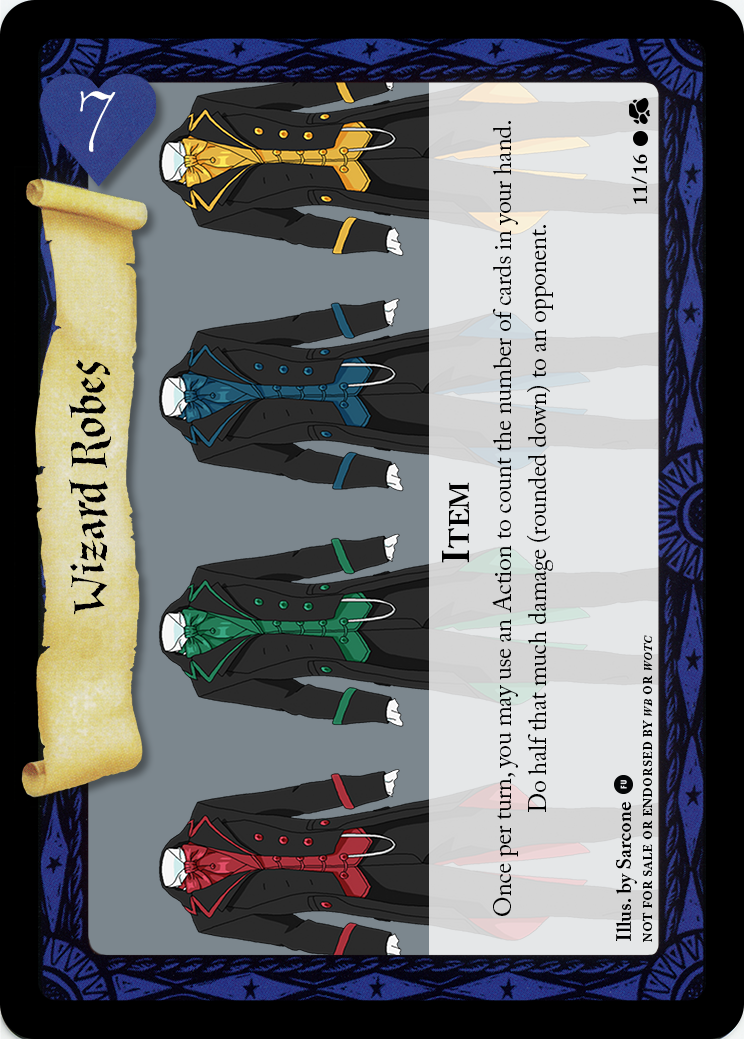 7
Wizard Robes
ITEM
Once per turn, you may use an Action to count the number of cards in your hand.
Do half that much damage (rounded down) to an opponent.
Illus. by Sarcone FU
NOT FOR SALE OR ENDORSED BY WB OR WOTC
11/16